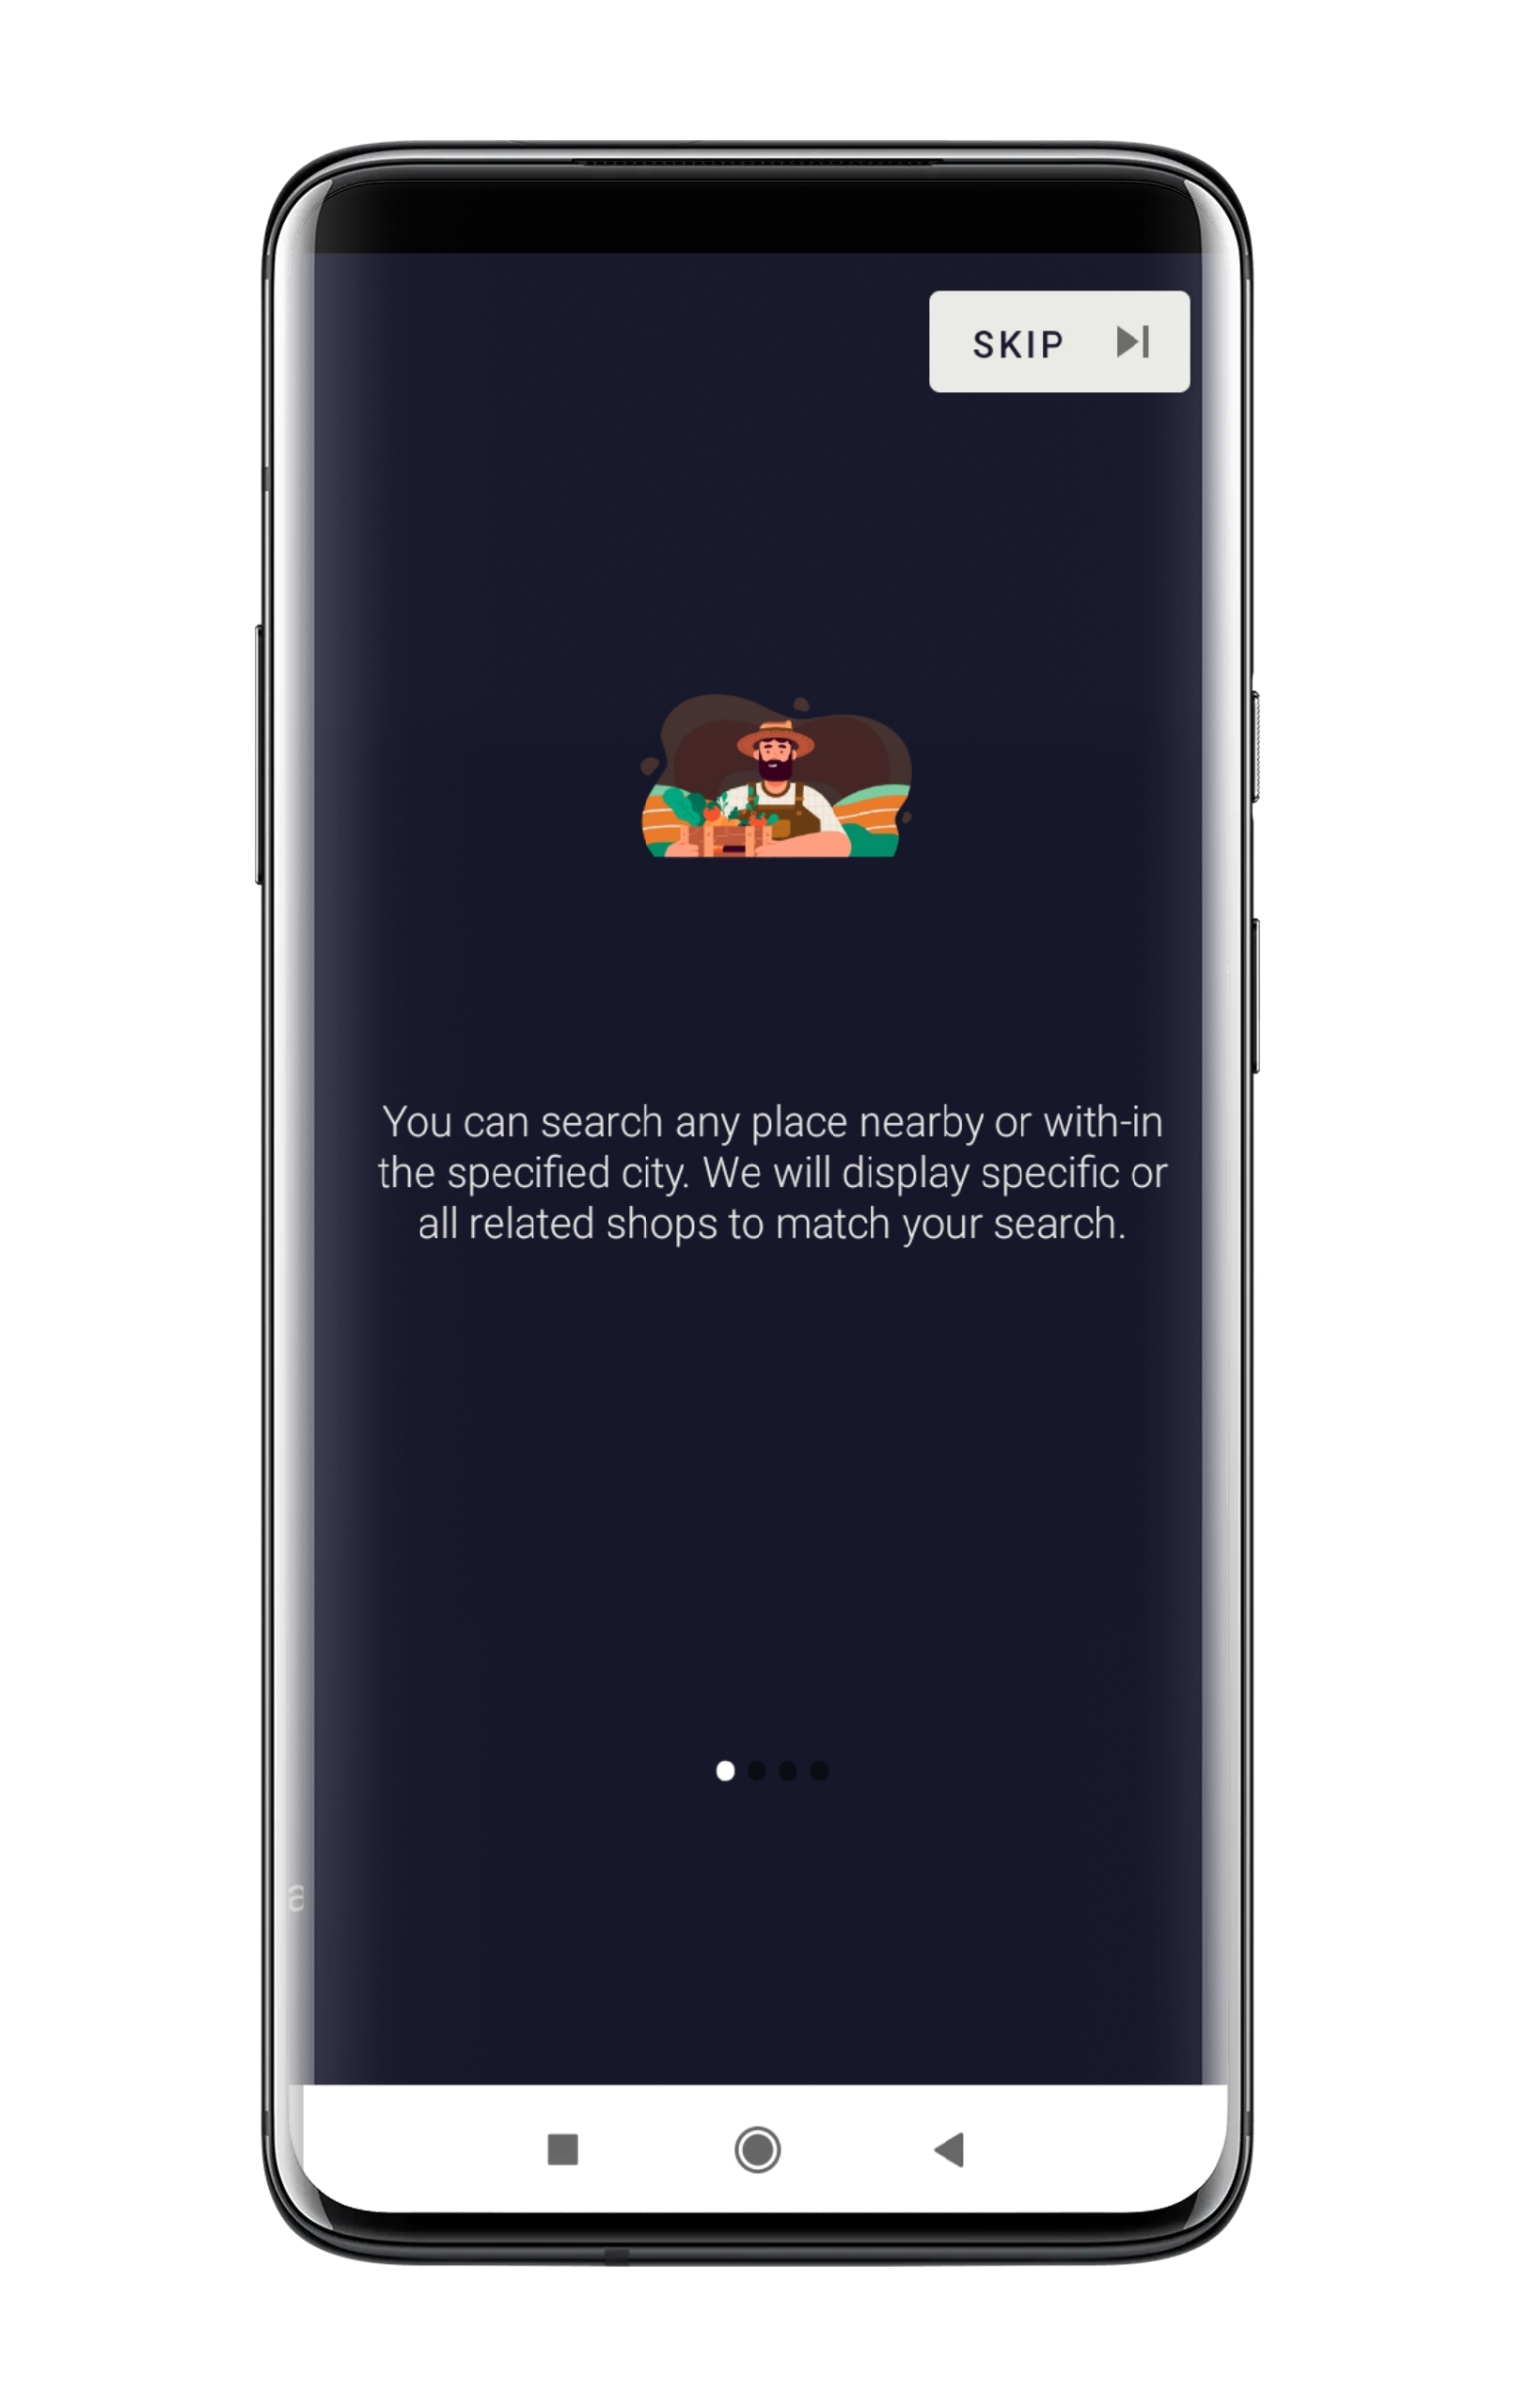 SKIP
You can search any place nearby or with-in
the specified city. We will display specific or
all related shops to match your search.
a